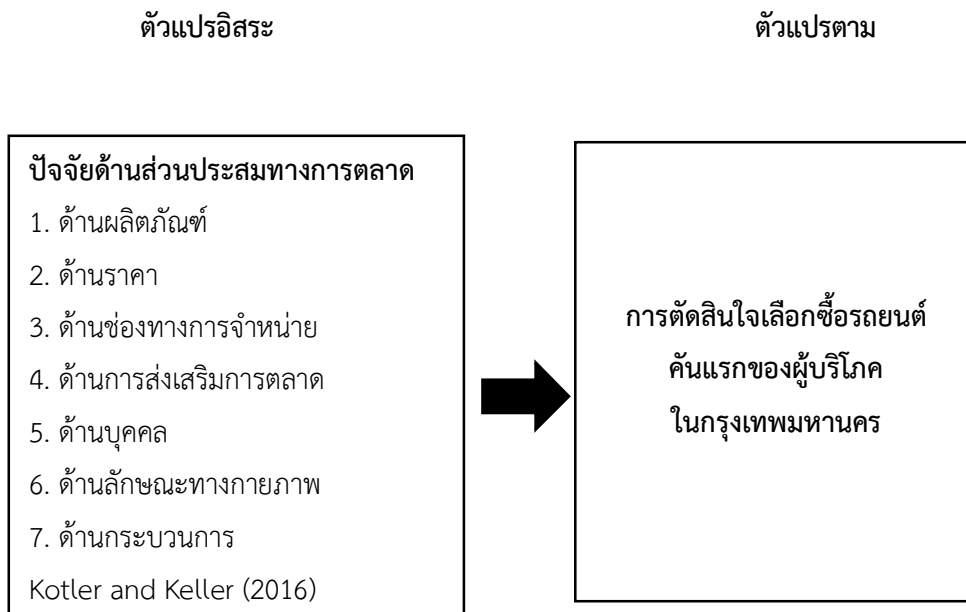 ตัวแปรอิสระ
ตัวแปรตาม
ปัจจัยด้านส่วนประสมทางการตลาด
1. ด้านผลิตภัณฑ์
2. ด้านราคา
3. ด้านช่องทางการจำหน่าย
4. ด้านการส่งเสริมการตลาด
5. ด้านบุคคล
6. ด้านลักษณะทางกายภาพ
7. ด้านกระบวนการ
Kotler and Keller (2016)
การตัดสินใจเลือกซื้อรถยนต์
คันแรกของผู้บริโภค
ในกรุงเทพมหานคร